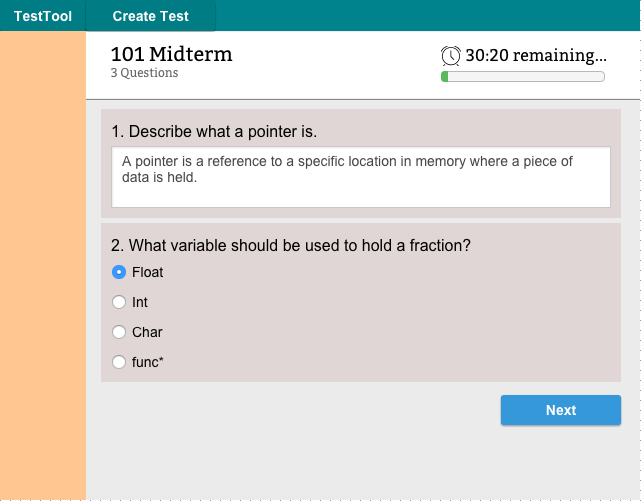 TestTool Create Test
101 Midterm
3 Questions
30:20 remaining...
1. Describe what a pointer is.
A pointer is a reference to a specific location in memory where a piece of
data is held.
2. What variable should be used to hold a fraction?
Float
Int
Char
func*
Next